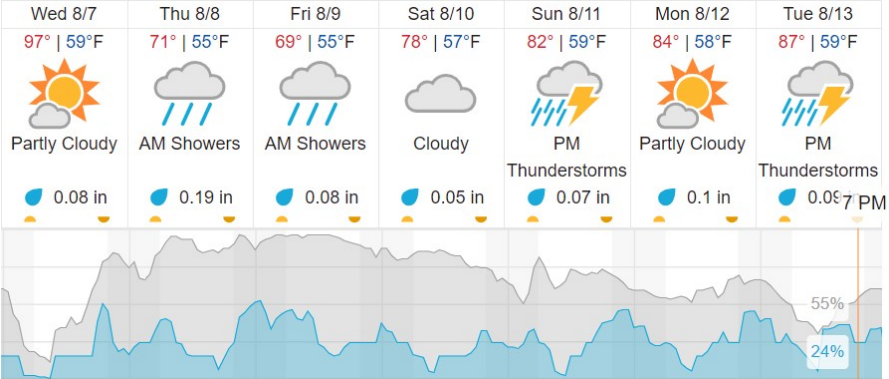 Wed 8/7 Thu 8/8 Fri 8/9 Sat 8/10 Sun 8/11 Mon 8/12 Tue 8/13
97° | 59°F 71° | 55°F 69° | 55°F 78° | 57°F 82° | 59°F 84° | 58°F 87° | 59°F
Partly Cloudy AM Showers AM Showers Cloudy PM Partly Cloudy PM
Thunderstorms Thunderstorms
0.08 in 0.19 in 0.08 in 0.05 in 0.07 in 0.1 in 0.09 in
7 PM
55%
24%